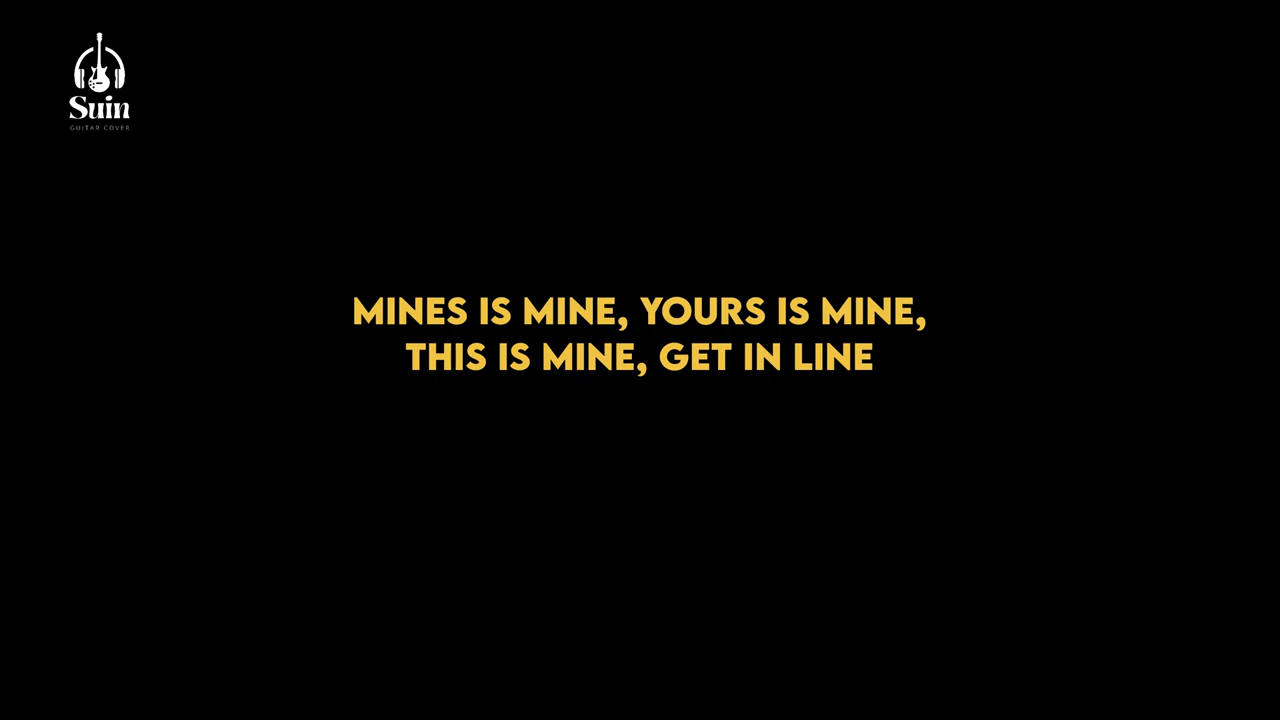 Suin
GUITAR COVER
MINES IS MINE, YOURS IS MINE,
THIS IS MINE, GET IN LINE